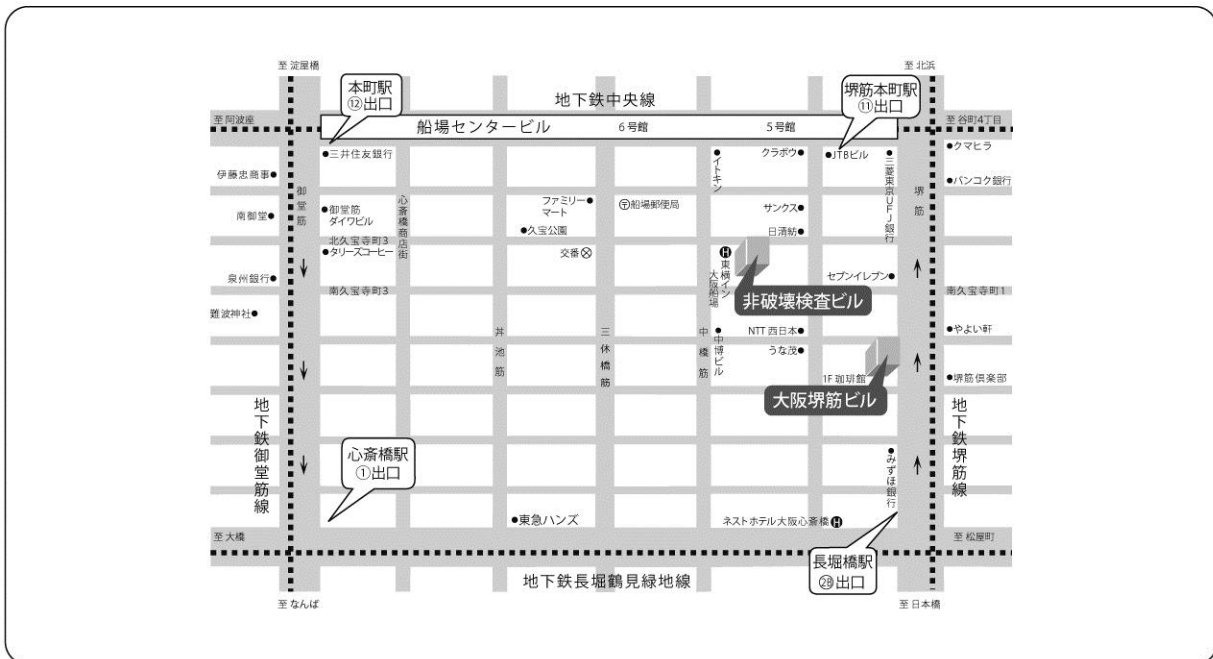 至 淀屋橋
至 北浜
本町駅
⑫出口
地下鉄中央線
堺筋本町駅
⑪出口
至 阿波座
船場センタービル
6号館
5号館
至 谷町4丁目
●三井住友銀行
●イトキン
クラボウ●
●JTBビル
●三菱東京UFJ銀行
●クマヒラ
伊藤忠商事●
●バンコク銀行
御堂筋
心斎橋商店街
堺筋
南御堂●
●御堂筋
ダイワビル
ファミリー●
マート
〒船場郵便局
サンクス●
●久宝公園
日清紡●
北久宝寺町3
●タリーズコーヒー
交番
H東横イン
大阪船場
泉州銀行●
セブンイレブン●
南久宝寺町3
非破壊検査ビル
南久宝寺町1
難波神社●
丼池筋
三休橋筋
中橋筋
●中博ビル
NTT 西日本●
●やよい軒
うな茂●
1F 珈琲館
●堺筋倶楽部
大阪堺筋ビル
地下鉄御堂筋線
地下鉄堺筋線
心斎橋駅
①出口
●みずほ銀行
●東急ハンズ
ネストホテル大阪心斎橋H
至 大橋
至 松屋町
長堀橋駅
2B出口
地下鉄長堀鶴見緑地線
至 なんば
至 日本橋